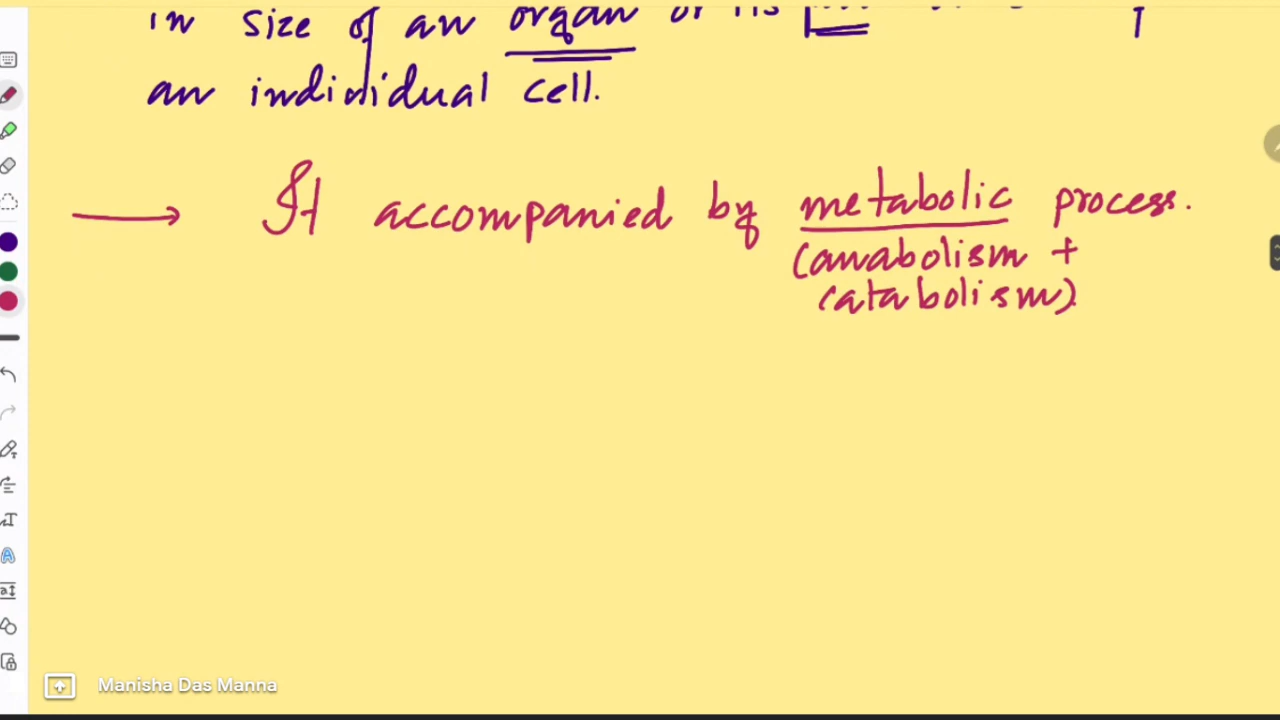 in size of an organ or its
an individual cell.
It accompanied by metabolic process.
(anabolism +
catabolism)
Manisha Das Manna